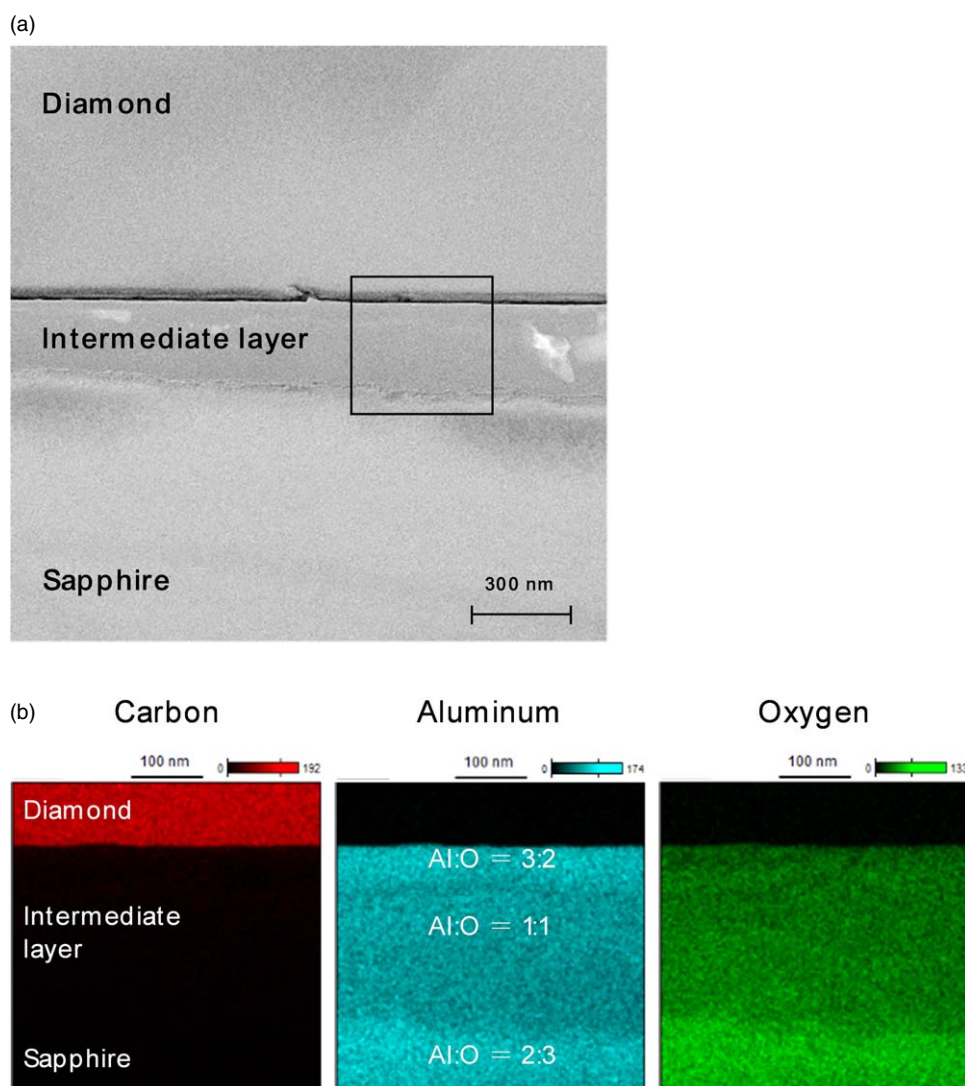 (a)
Diamond
Intermediate layer
Sapphire
300 nm
(b)
Carbon
Aluminum
Oxygen
100 nm
0
192
100 nm
0
174
100 nm
0
133
Diamond
Intermediate
layer
Sapphire
Al:O = 3:2
Al:O = 1:1
Al:O = 2:3